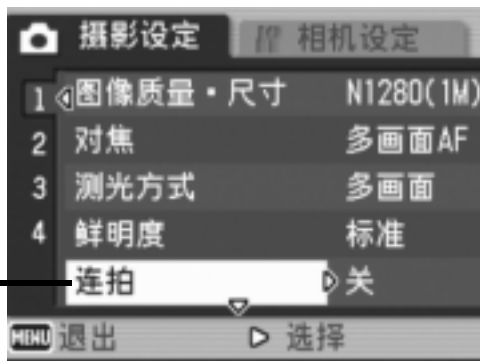 摄影设定 相机设定
1 图像质量・尺寸 N1280(1M)
2 对焦 多画面AF
3 测光方式 多画面
4 鲜明度 标准
连拍 关
MENU 退出 选择